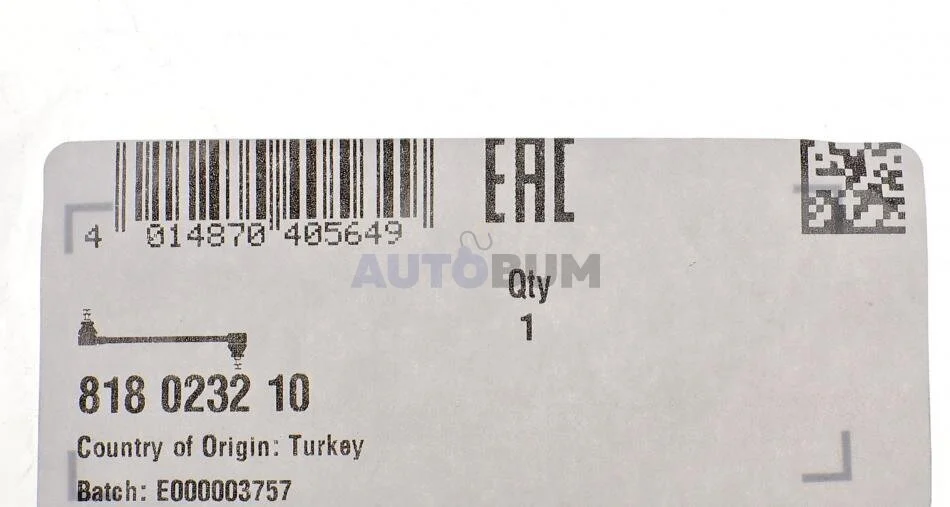 EAC
4 014870 405649
AUTOBUM
Qty
1
818 0232 10
Country of Origin: Turkey
Batch: E000003757